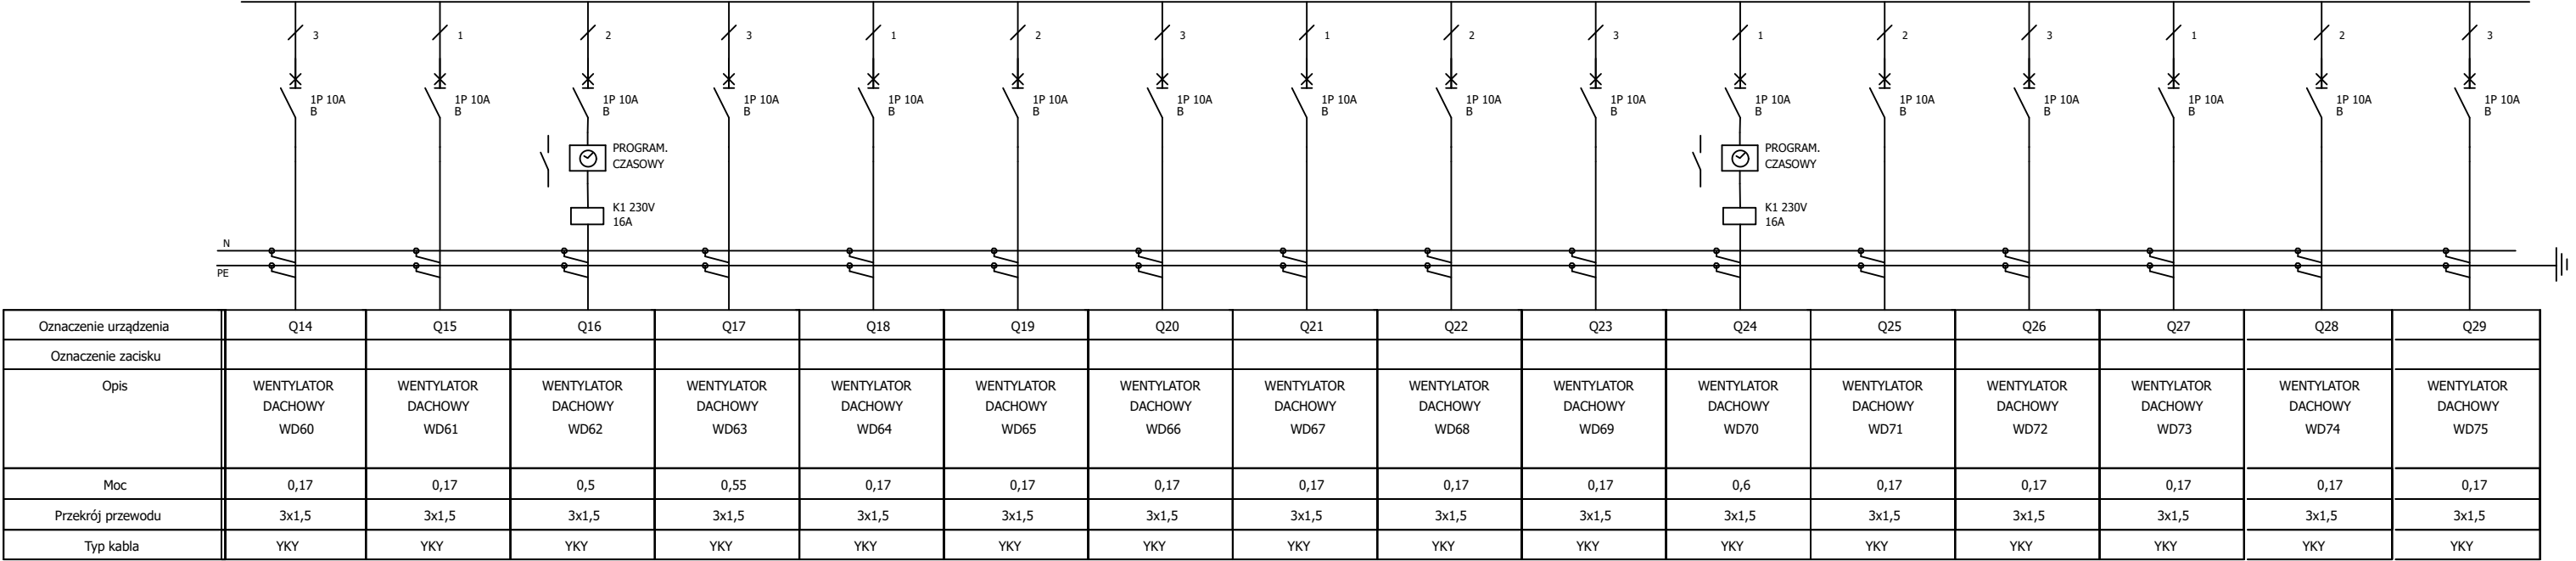 3 1 2 3 1 2 3 1 2 3 1 2 3 1 2 3
1P 10A 1P 10A 1P 10A 1P 10A 1P 10A 1P 10A 1P 10A 1P 10A 1P 10A 1P 10A 1P 10A 1P 10A 1P 10A 1P 10A 1P 10A 1P 10A
B B B B B B B B B B B B B B B B
PROGRAM. PROGRAM.
CZASOWY CZASOWY
K1 230V K1 230V
16A 16A
N
PE
Oznaczenie urządzenia Q14 Q15 Q16 Q17 Q18 Q19 Q20 Q21 Q22 Q23 Q24 Q25 Q26 Q27 Q28 Q29
Oznaczenie zacisku
Opis WENTYLATOR WENTYLATOR WENTYLATOR WENTYLATOR WENTYLATOR WENTYLATOR WENTYLATOR WENTYLATOR WENTYLATOR WENTYLATOR WENTYLATOR WENTYLATOR WENTYLATOR WENTYLATOR WENTYLATOR WENTYLATOR
DACHOWY DACHOWY DACHOWY DACHOWY DACHOWY DACHOWY DACHOWY DACHOWY DACHOWY DACHOWY DACHOWY DACHOWY DACHOWY DACHOWY DACHOWY DACHOWY
WD60 WD61 WD62 WD63 WD64 WD65 WD66 WD67 WD68 WD69 WD70 WD71 WD72 WD73 WD74 WD75
Moc 0,17 0,17 0,5 0,55 0,17 0,17 0,17 0,17 0,17 0,17 0,6 0,17 0,17 0,17 0,17 0,17
Przekrój przewodu 3x1,5 3x1,5 3x1,5 3x1,5 3x1,5 3x1,5 3x1,5 3x1,5 3x1,5 3x1,5 3x1,5 3x1,5 3x1,5 3x1,5 3x1,5 3x1,5
Typ kabla YKY YKY YKY YKY YKY YKY YKY YKY YKY YKY YKY YKY YKY YKY YKY YKY